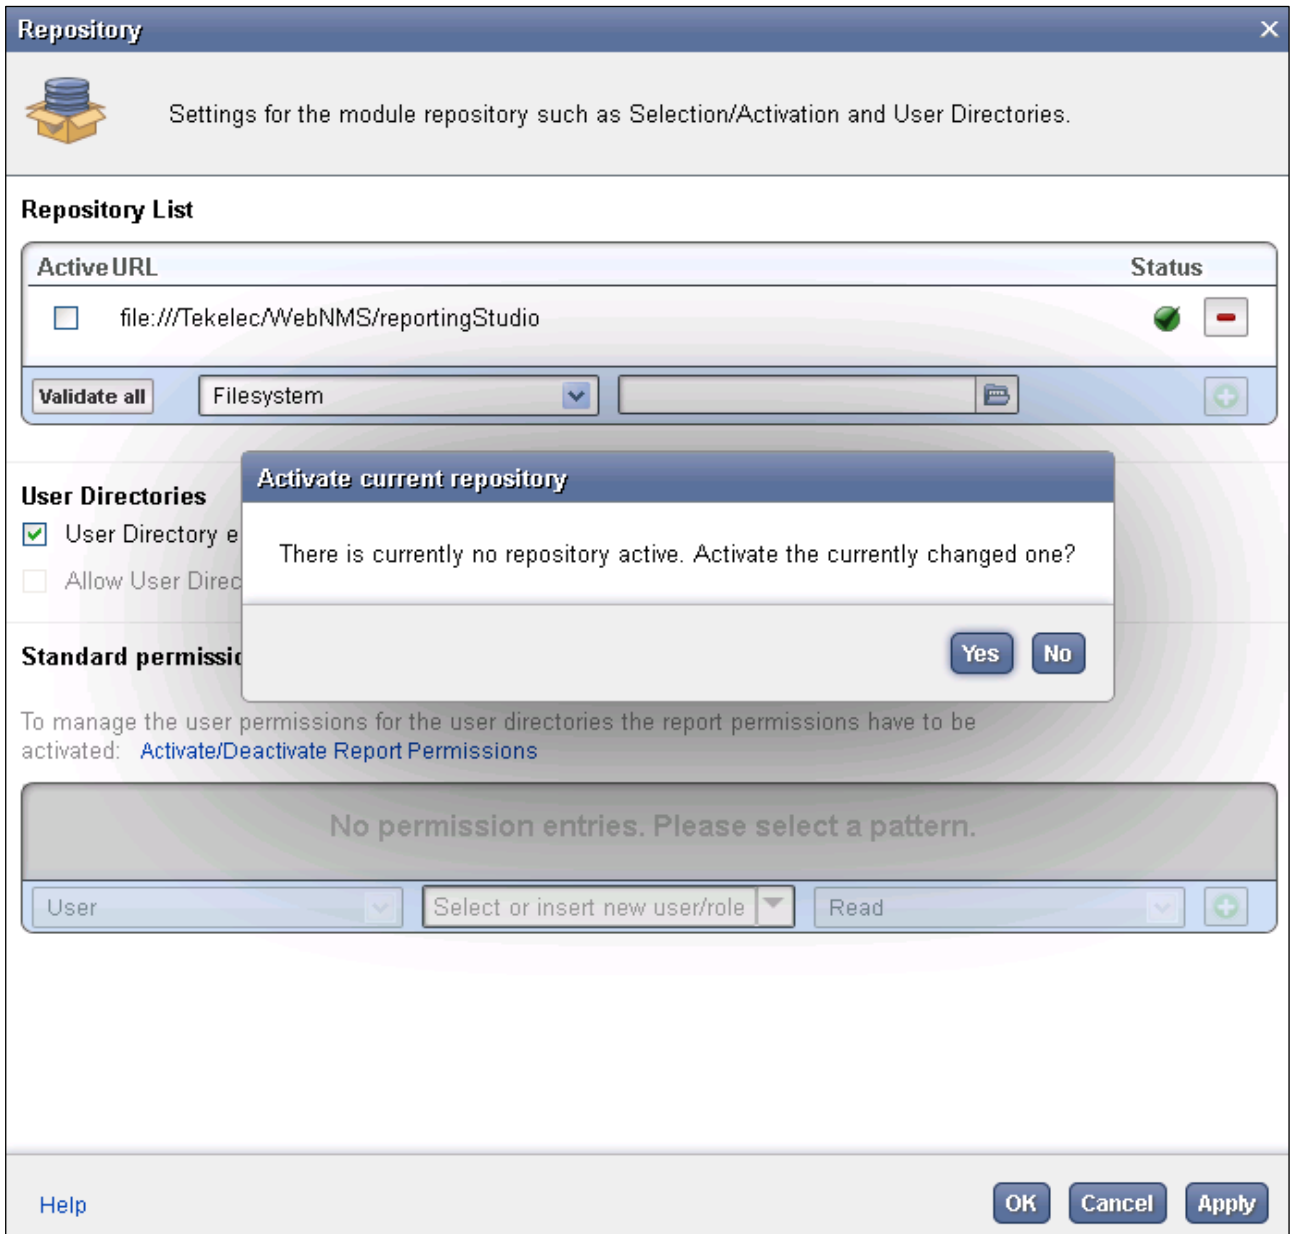 Repository
Settings for the module repository such as Selection/Activation and User Directories.
Repository List
Active URL Status
file:///Tekelec/WebNMS/reportingStudio
Validate all Filesystem
Activate current repository
User Directories
User Directory e
There is currently no repository active. Activate the currently changed one?
Allow User Direc
Yes No
Standard permissic
To manage the user permissions for the user directories the report permissions have to be
activated: Activate/Deactivate Report Permissions
No permission entries. Please select a pattern.
User Select or insert new user/role Read
Help OK Cancel Apply